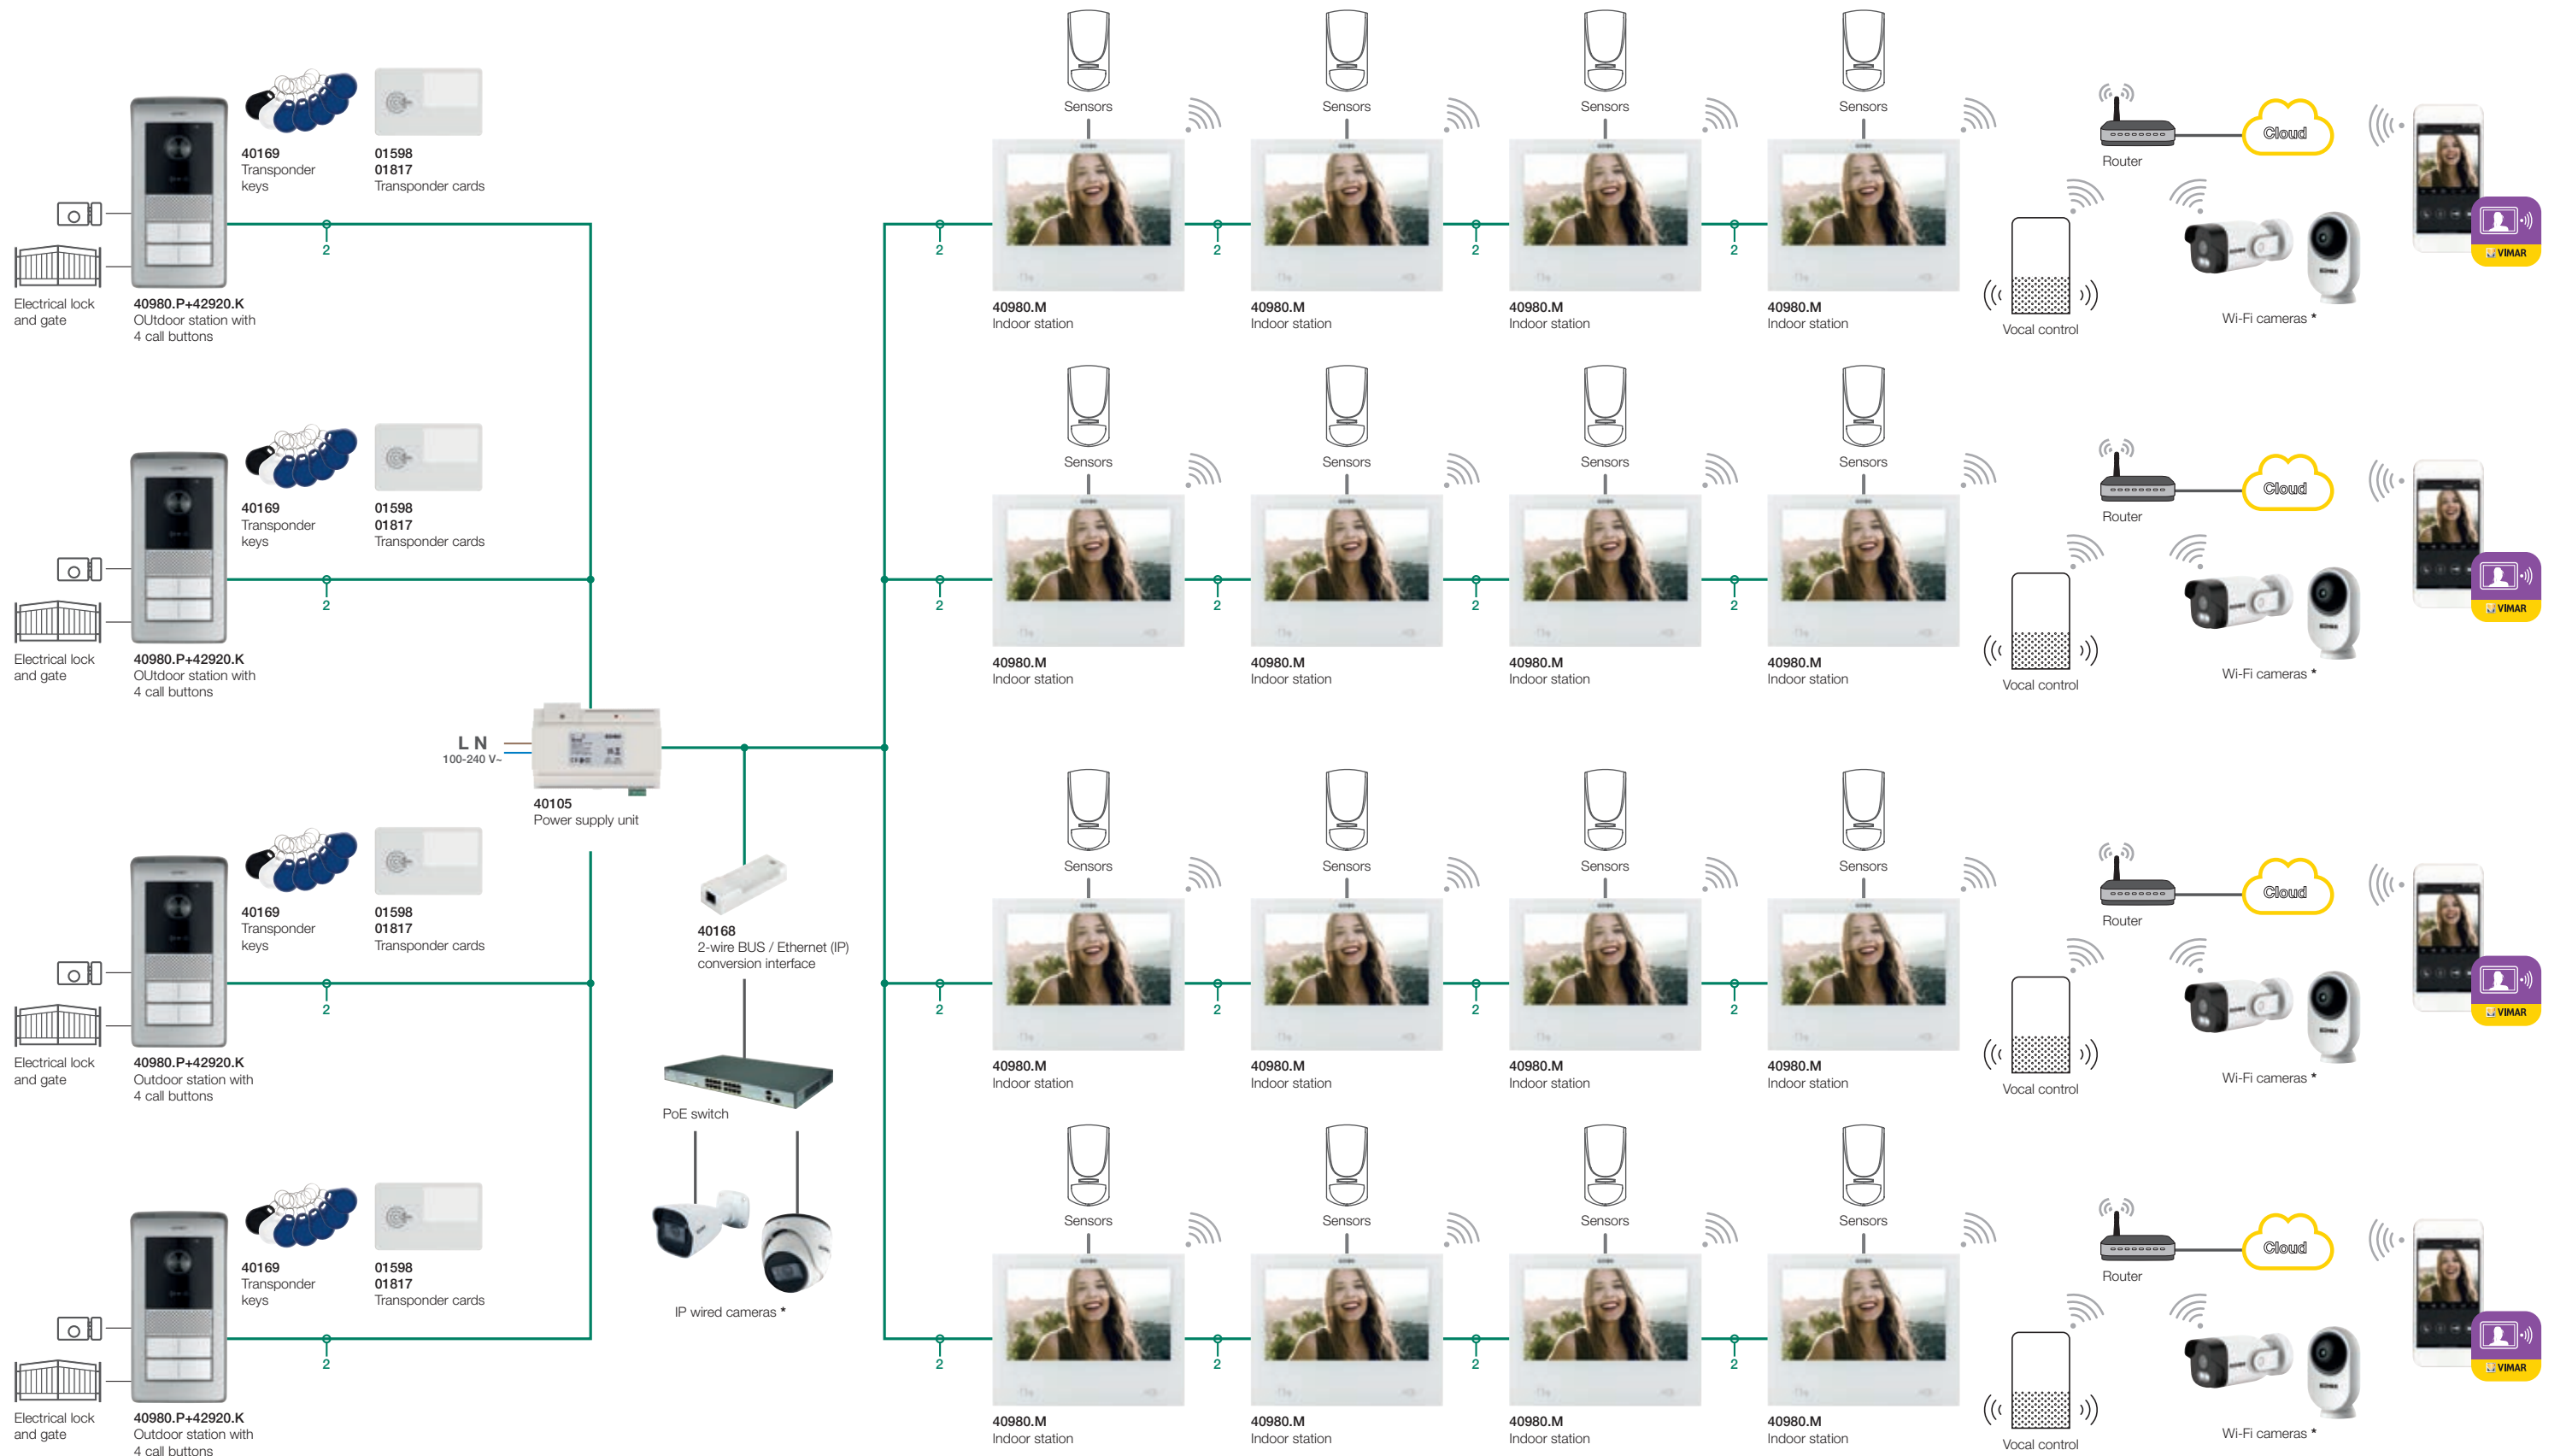 Sensors
Sensors
Sensors
Sensors
40169
Transponder
keys
01598
01817
Transponder cards
Electrical lock
and gate
40980.P+42920.K
OUtdoor station with
4 call buttons
2
2
2
2
2
40980.M
Indoor station
40980.M
Indoor station
40980.M
Indoor station
40980.M
Indoor station
Router
Cloud
Vocal control
Wi-Fi cameras *
VIMAR
Sensors
Sensors
Sensors
Sensors
40169
Transponder
keys
01598
01817
Transponder cards
Electrical lock
and gate
40980.P+42920.K
OUtdoor station with
4 call buttons
2
2
2
2
2
40980.M
Indoor station
40980.M
Indoor station
40980.M
Indoor station
40980.M
Indoor station
Router
Cloud
Vocal control
Wi-Fi cameras *
VIMAR
L N
100-240 V~
40105
Power supply unit
40168
2-wire BUS / Ethernet (IP)
conversion interface
PoE switch
IP wired cameras *
Sensors
Sensors
Sensors
Sensors
40169
Transponder
keys
01598
01817
Transponder cards
Electrical lock
and gate
40980.P+42920.K
Outdoor station with
4 call buttons
2
2
2
2
2
40980.M
Indoor station
40980.M
Indoor station
40980.M
Indoor station
40980.M
Indoor station
Router
Cloud
Vocal control
Wi-Fi cameras *
VIMAR
Sensors
Sensors
Sensors
Sensors
40169
Transponder
keys
01598
01817
Transponder cards
Electrical lock
and gate
40980.P+42920.K
Outdoor station with
4 call buttons
2
2
2
2
2
40980.M
Indoor station
40980.M
Indoor station
40980.M
Indoor station
40980.M
Indoor station
Router
Cloud
Vocal control
Wi-Fi cameras *
VIMAR